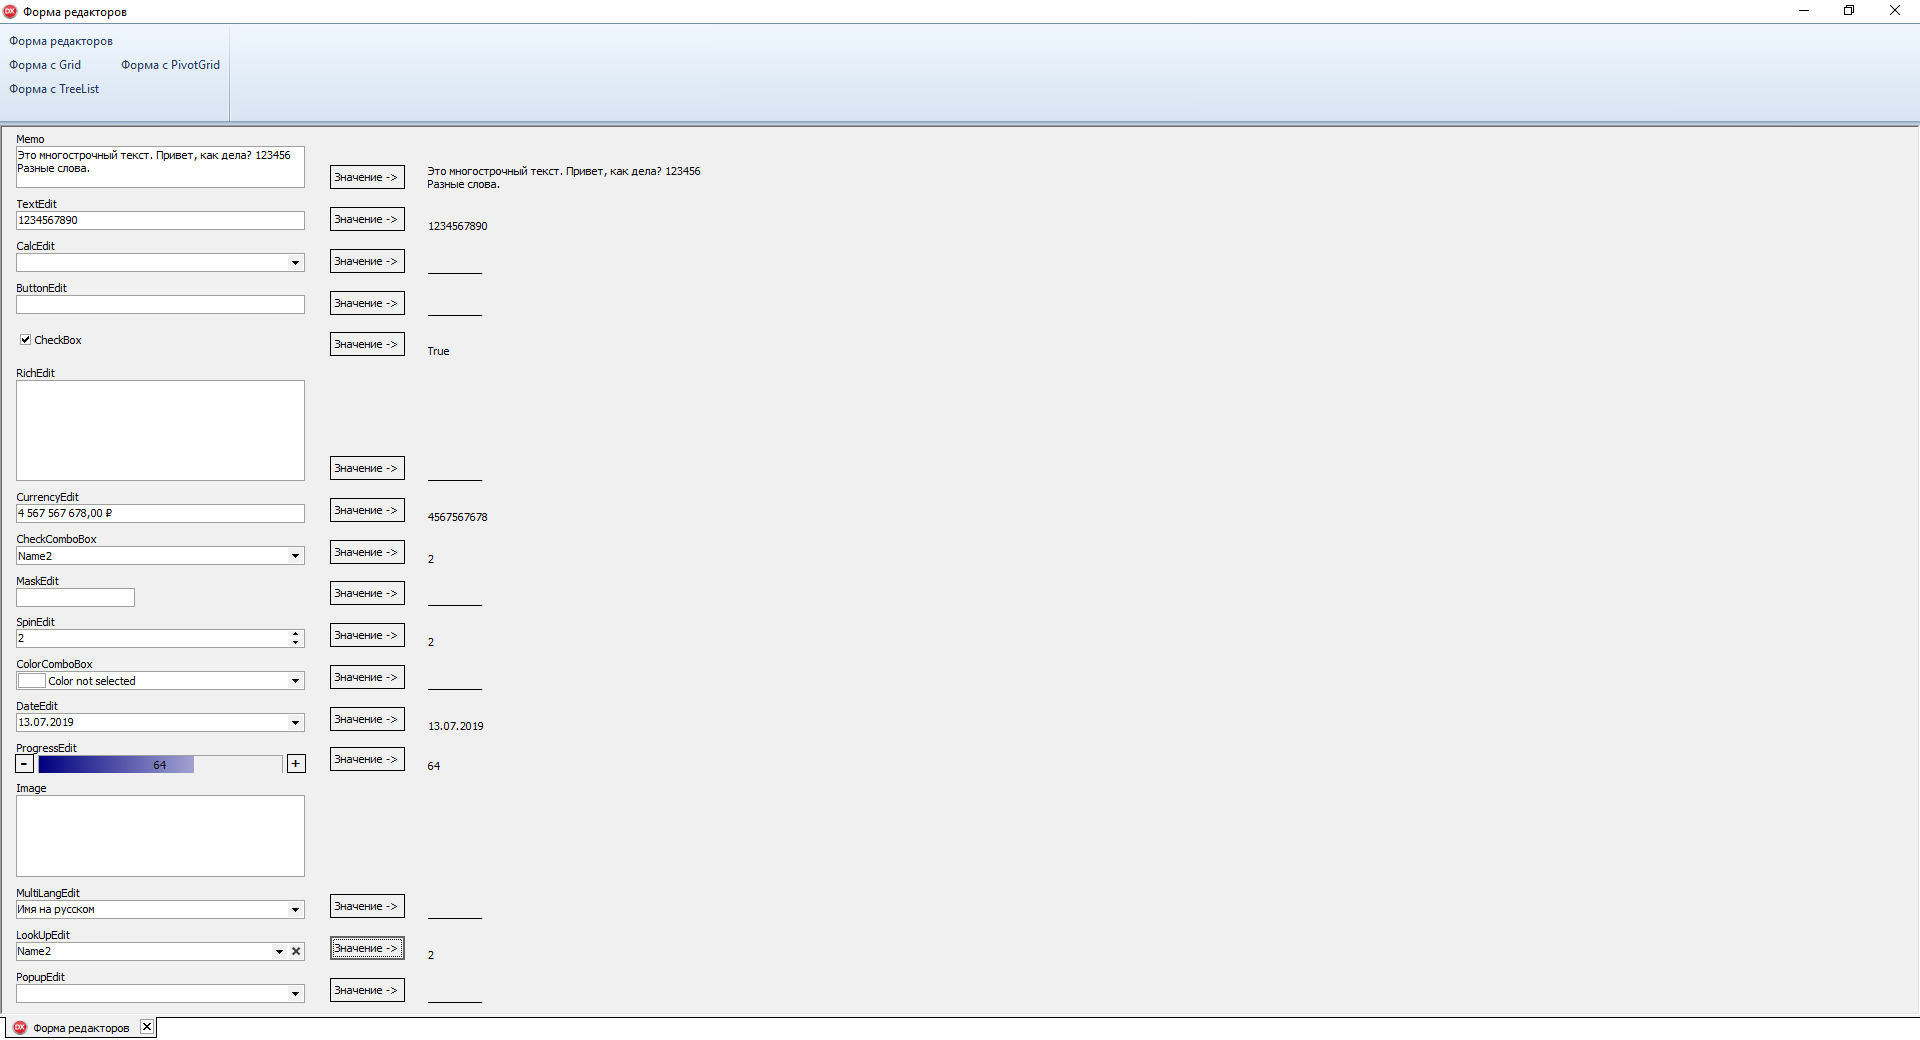 DX Форма редакторов
Форма редакторов
Форма с Grid Форма с PivotGrid
Форма с TreeList
Memo
Это многострочный текст. Привет, как дела? 123456
Разные слова.
Значение ->
Это многострочный текст. Привет, как дела? 123456
Разные слова.
TextEdit
1234567890
Значение ->
1234567890
CalcEdit
Значение ->
ButtonEdit
Значение ->
CheckBox
Значение ->
True
RichEdit
Значение ->
CurrencyEdit
4 567 567 678,00 ₽
Значение ->
4567567678
CheckComboBox
Name2
Значение ->
2
MaskEdit
Значение ->
SpinEdit
2
Значение ->
2
ColorComboBox
Color not selected
Значение ->
DateEdit
13.07.2019
Значение ->
13.07.2019
ProgressEdit
- 64 +
Значение ->
64
Image
MultiLangEdit
Имя на русском
Значение ->
LookUpEdit
Name2
Значение ->
2
PopupEdit
Значение ->
DX Форма редакторов